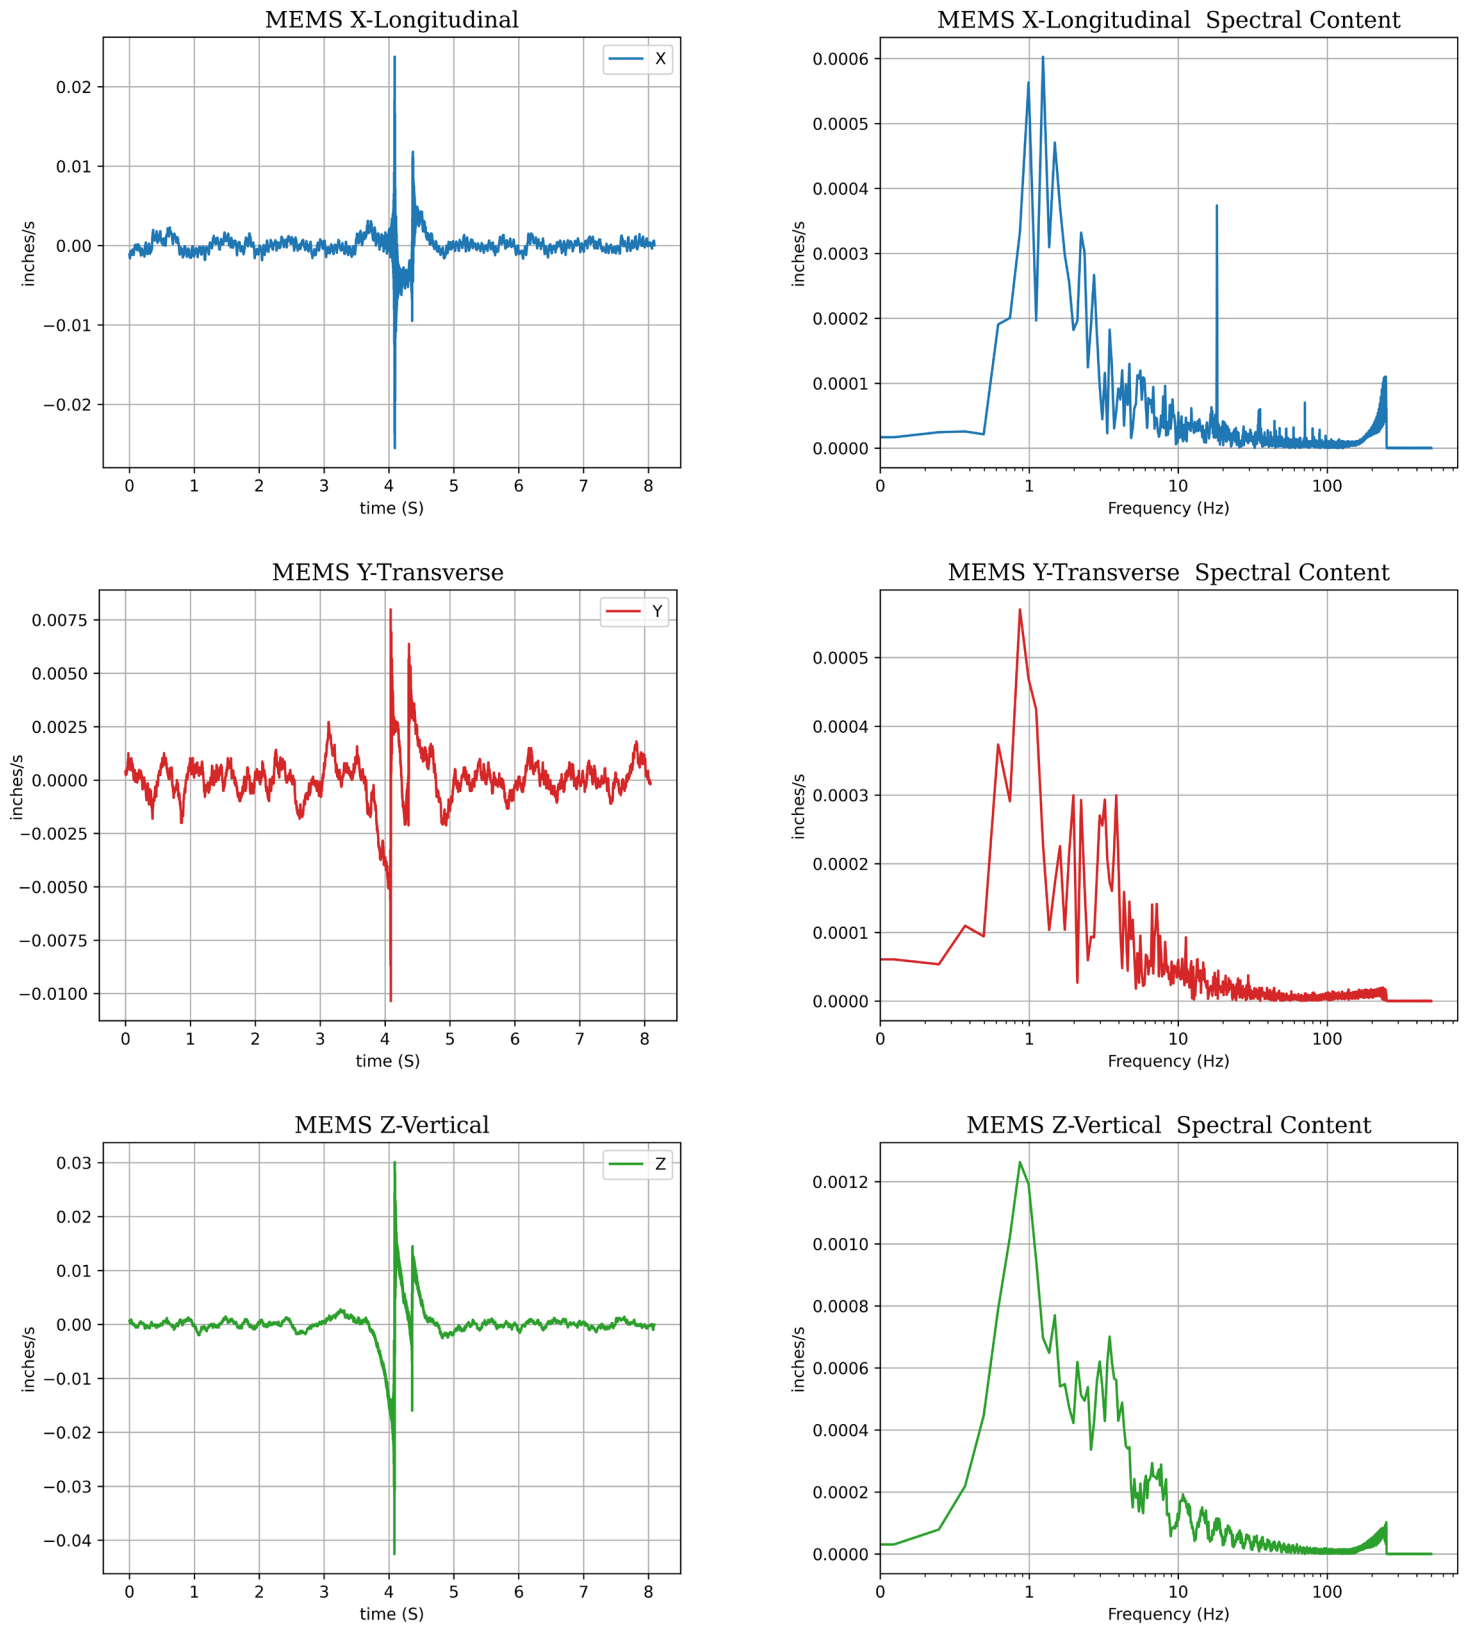 MEMS X-Longitudinal
X
0.02
0.01
0.00
−0.01
−0.02
inches/s
0 1 2 3 4 5 6 7 8
time (S)
MEMS X-Longitudinal  Spectral Content
0.0006
0.0005
0.0004
0.0003
0.0002
0.0001
0.0000
inches/s
0 1 10 100
Frequency (Hz)
MEMS Y-Transverse
Y
0.0075
0.0050
0.0025
0.0000
−0.0025
−0.0050
−0.0075
−0.0100
inches/s
0 1 2 3 4 5 6 7 8
time (S)
MEMS Y-Transverse  Spectral Content
0.0005
0.0004
0.0003
0.0002
0.0001
0.0000
inches/s
0 1 10 100
Frequency (Hz)
MEMS Z-Vertical
Z
0.03
0.02
0.01
0.00
−0.01
−0.02
−0.03
−0.04
inches/s
0 1 2 3 4 5 6 7 8
time (S)
MEMS Z-Vertical  Spectral Content
0.0012
0.0010
0.0008
0.0006
0.0004
0.0002
0.0000
inches/s
0 1 10 100
Frequency (Hz)